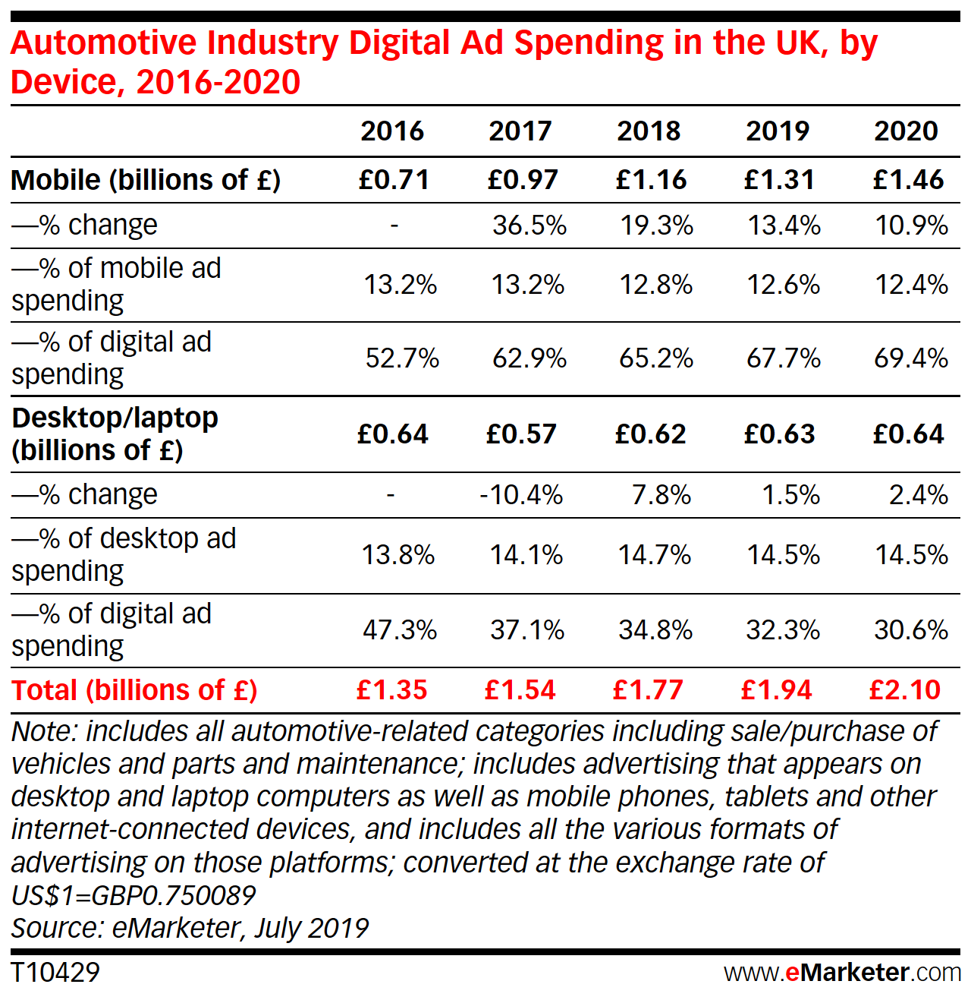 Automotive Industry Digital Ad Spending in the UK, by
Device, 2016-2020
2016 2017 2018 2019 2020
Mobile (billions of £) £0.71 £0.97 £1.16 £1.31 £1.46
—% change - 36.5% 19.3% 13.4% 10.9%
—% of mobile ad
spending 13.2% 13.2% 12.8% 12.6% 12.4%
—% of digital ad
spending 52.7% 62.9% 65.2% 67.7% 69.4%
Desktop/laptop
(billions of £) £0.64 £0.57 £0.62 £0.63 £0.64
—% change - -10.4% 7.8% 1.5% 2.4%
—% of desktop ad
spending 13.8% 14.1% 14.7% 14.5% 14.5%
—% of digital ad
spending 47.3% 37.1% 34.8% 32.3% 30.6%
Total (billions of £) £1.35 £1.54 £1.77 £1.94 £2.10
Note: includes all automotive-related categories including sale/purchase of
vehicles and parts and maintenance; includes advertising that appears on
desktop and laptop computers as well as mobile phones, tablets and other
internet-connected devices, and includes all the various formats of
advertising on those platforms; converted at the exchange rate of
US$1=GBP0.750089
Source: eMarketer, July 2019
T10429 www.eMarketer.com